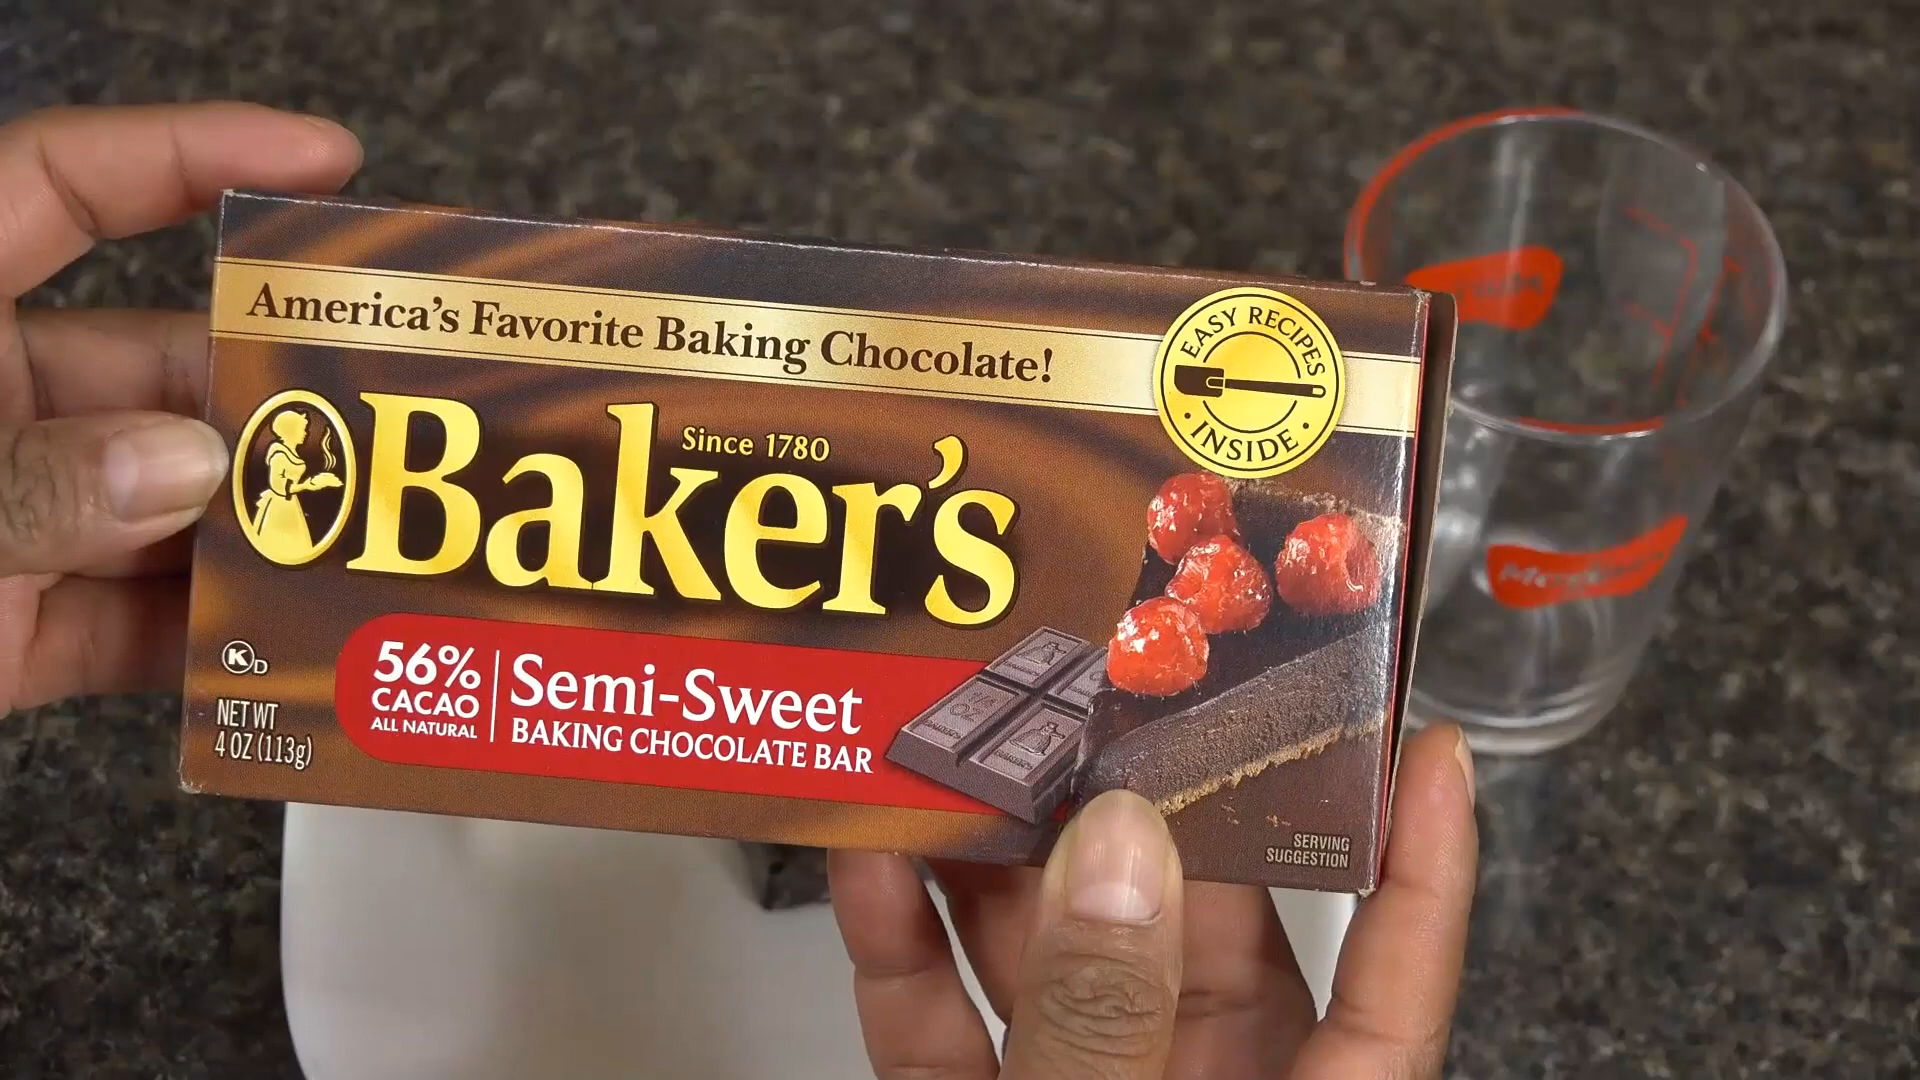 America's Favorite Baking Chocolate!
EASY RECIPES
INSIDE
Since 1780
Baker's
K D
56%
CACAO
ALL NATURAL
Semi-Sweet
BAKING CHOCOLATE BAR
NET WT
4 OZ (113g)
SERVING
SUGGESTION